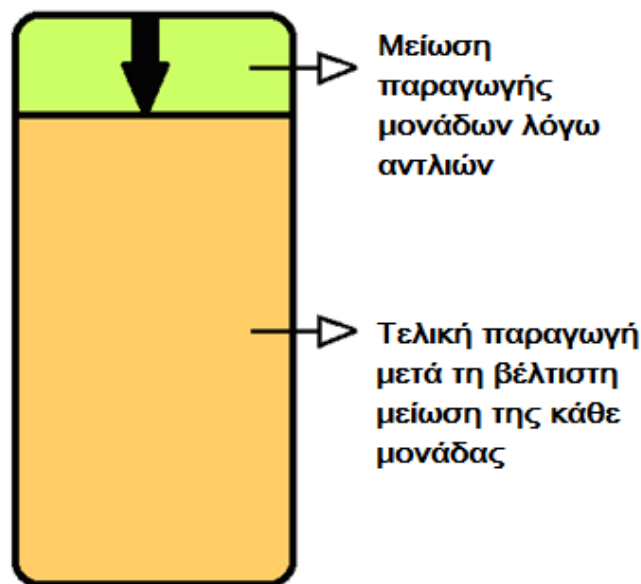 Μείωση
παραγωγής
μονάδων λόγω
αντλιών
Τελική παραγωγή
μετά τη βέλτιστη
μείωση της κάθε
μονάδας